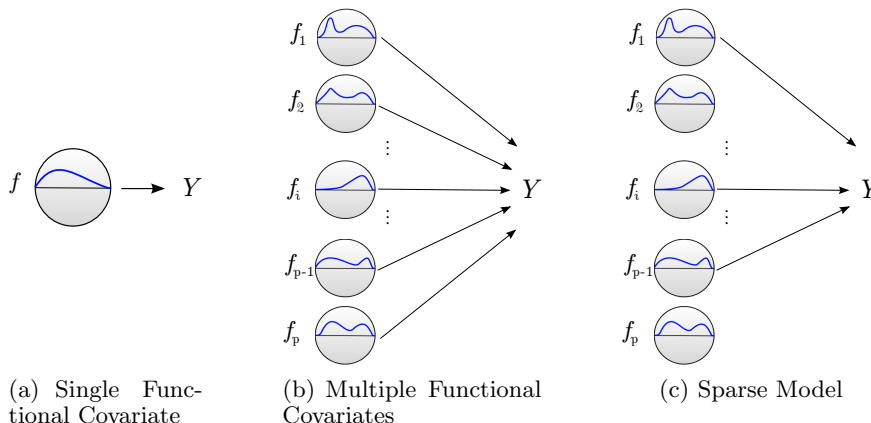 f
Y
(a) Single Func-
tional Covariate
f₁
f₂
⋮
fᵢ
⋮
fₚ₋₁
fₚ
Y
(b) Multiple Functional
Covariates
f₁
f₂
⋮
fᵢ
⋮
fₚ₋₁
fₚ
Y
(c) Sparse Model